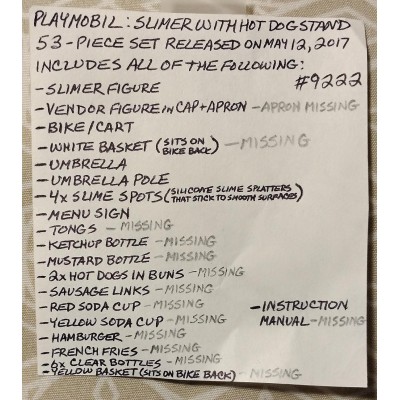 PLAYMOBIL: SLIMER WITH HOT DOG STAND
53-PIECE SET RELEASED ON MAY 12, 2017
INCLUDES ALL OF THE FOLLOWING:
#9222
-SLIMER FIGURE
-VENDOR FIGURE IN CAP + APRON -APRON MISSING
-BIKE/CART
-WHITE BASKET (SITS ON BIKE BACK) -MISSING
-UMBRELLA
-UMBRELLA POLE
-4X SLIME SPOTS (SILICONE SLIME SPLATTERS THAT STICK TO SMOOTH SURFACES)
-MENU SIGN
-TONGS -MISSING
-KETCHUP BOTTLE -MISSING
-MUSTARD BOTTLE -MISSING
-2X HOT DOGS IN BUNS -MISSING
-SAUSAGE LINKS -MISSING
-RED SODA CUP -MISSING
-YELLOW SODA CUP -MISSING
-HAMBURGER -MISSING
-FRENCH FRIES -MISSING
-6X CLEAR BOTTLES -MISSING
-YELLOW BASKET (SITS ON BIKE BACK) -MISSING
-INSTRUCTION
MANUAL -MISSING